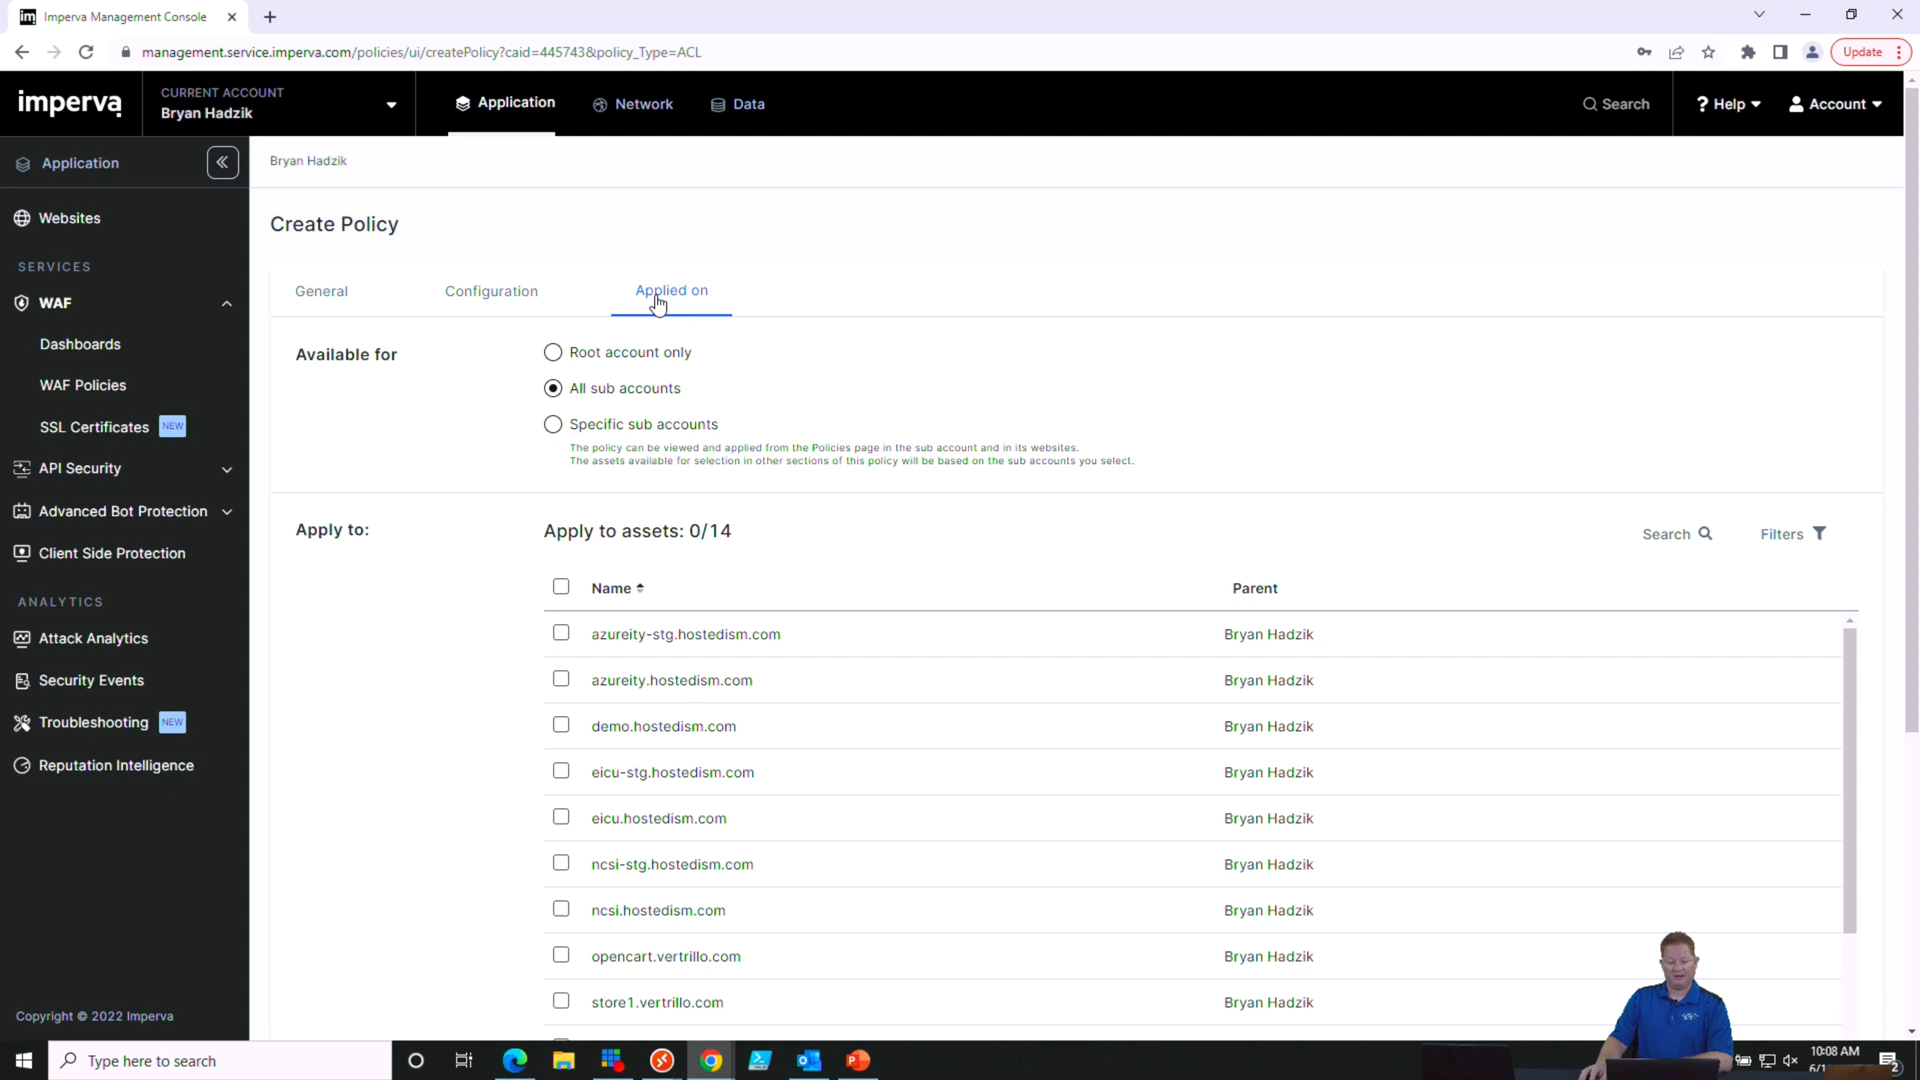 Imperva Management Console
management.service.imperva.com/policies/ui/createPolicy?caid=445743&policy_Type=ACL
Update
imperva
CURRENT ACCOUNT
Bryan Hadzik
Application
Network
Data
Search
? Help
Account
Application
Bryan Hadzik
Websites
SERVICES
WAF
Dashboards
WAF Policies
SSL Certificates NEW
API Security
Advanced Bot Protection
Client Side Protection
ANALYTICS
Attack Analytics
Security Events
Troubleshooting NEW
Reputation Intelligence
Copyright © 2022 Imperva
Create Policy
General
Configuration
Applied on
Available for
Root account only
All sub accounts
Specific sub accounts
The policy can be viewed and applied from the Policies page in the sub account and in its websites.
The assets available for selection in other sections of this policy will be based on the sub accounts you select.
Apply to:
Apply to assets: 0/14
Search
Filters
Name
Parent
azureity-stg.hostedism.com Bryan Hadzik
azureity.hostedism.com Bryan Hadzik
demo.hostedism.com Bryan Hadzik
eicu-stg.hostedism.com Bryan Hadzik
eicu.hostedism.com Bryan Hadzik
ncsi-stg.hostedism.com Bryan Hadzik
ncsi.hostedism.com Bryan Hadzik
opencart.vertrillo.com Bryan Hadzik
store1.vertrillo.com Bryan Hadzik
Type here to search
10:08 AM
2